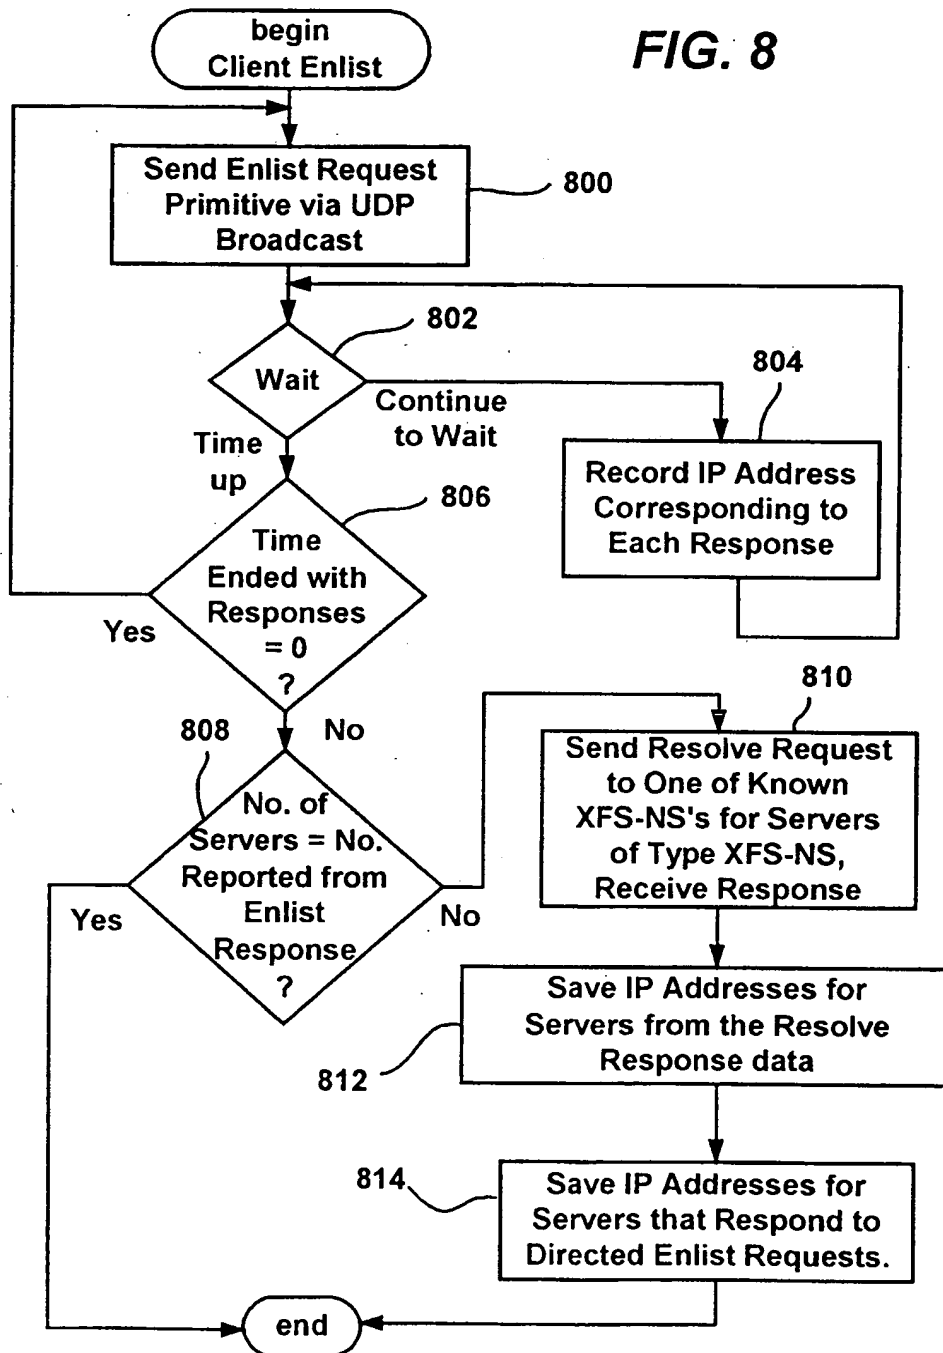 begin
Client Enlist
FIG. 8
Send Enlist Request
Primitive via UDP
Broadcast
800
802
Wait
Continue
to Wait
Time
up
804
Record IP Address
Corresponding to
Each Response
806
Time
Ended with
Responses
= 0
?
Yes
No
808
No. of
Servers = No.
Reported from
Enlist
Response
?
Yes
No
810
Send Resolve Request
to One of Known
XFS-NS's for Servers
of Type XFS-NS,
Receive Response
Save IP Addresses for
Servers from the Resolve
Response data
812
814
Save IP Addresses for
Servers that Respond to
Directed Enlist Requests.
end